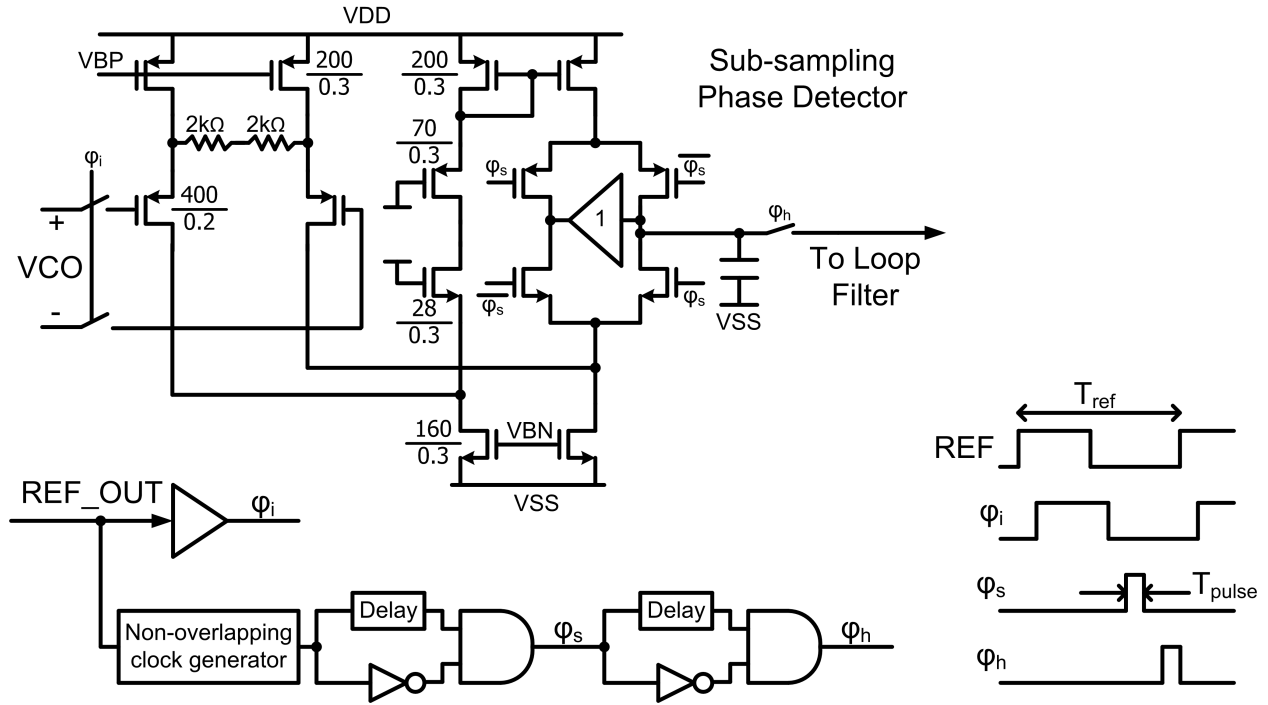 VDD
VBP
200
0.3
200
0.3
Sub-sampling
Phase Detector
2kΩ 2kΩ
70
0.3
φi
φs
φs
400
0.2
1
φh
+
VCO
-
To Loop
Filter
φs
φs
28
0.3
VSS
Tref
160
0.3
VBN
REF
VSS
REF_OUT
φi
φi
φs
Tpulse
Delay
Delay
Non-overlapping
clock generator
φs
φh
φh